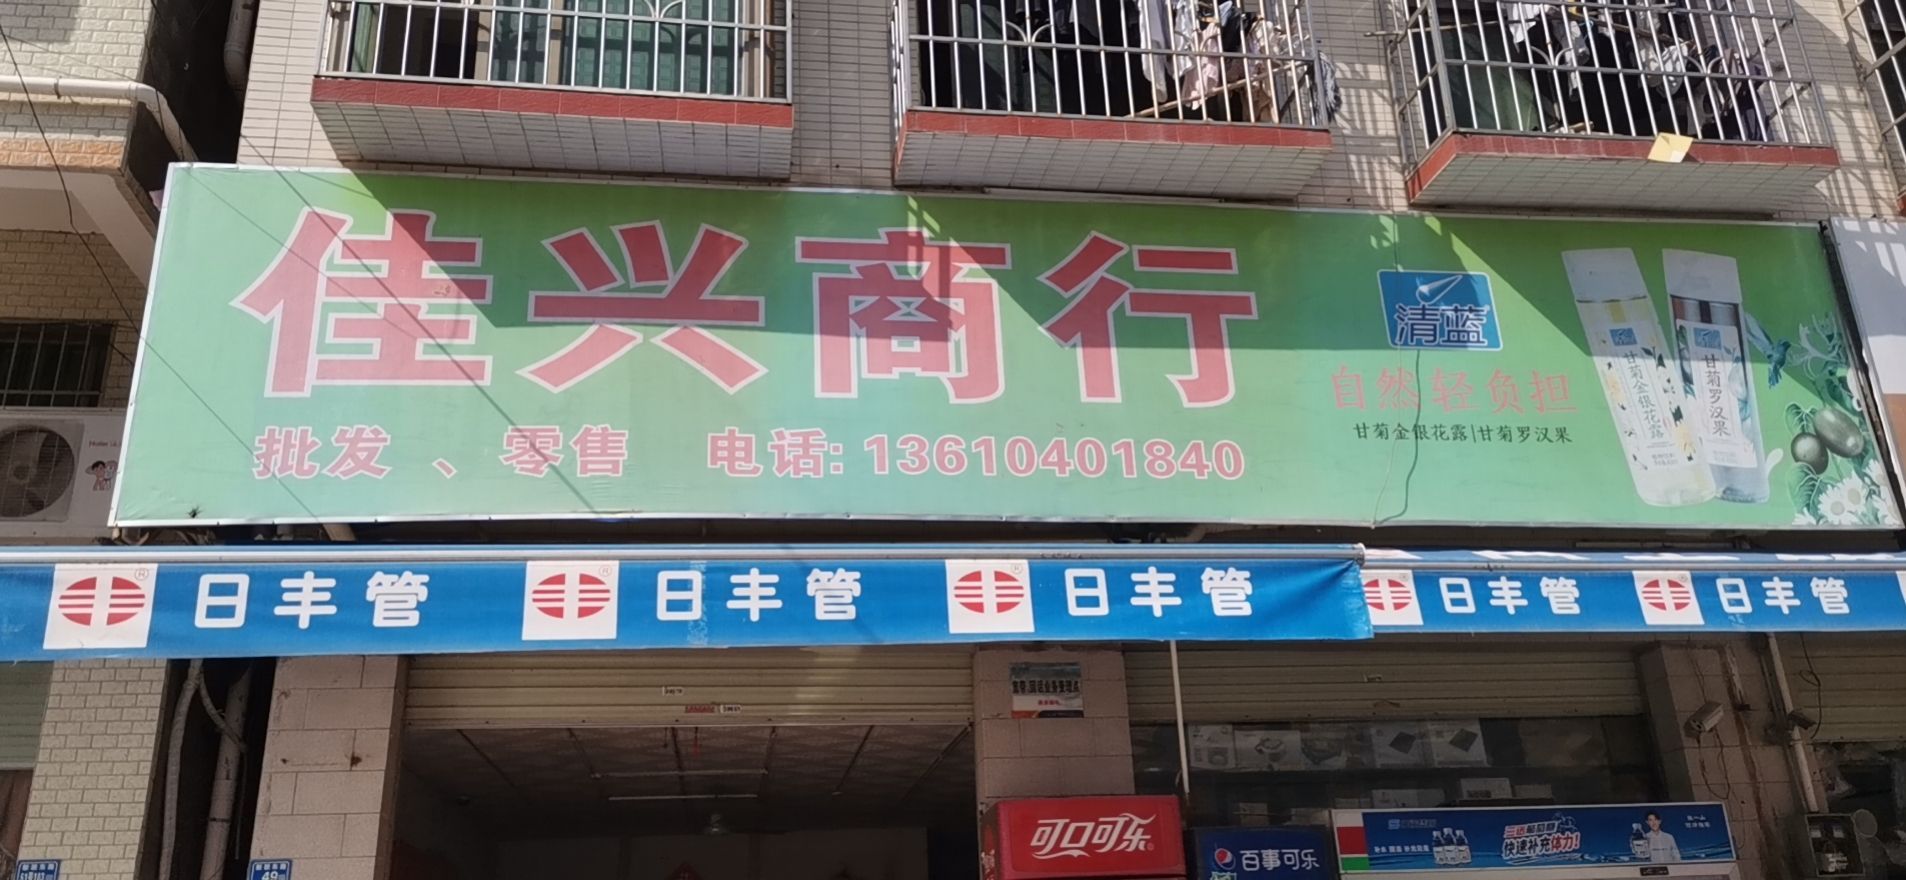 佳兴商行
批发、零售 电话:13610401840
清蓝
自然轻负担
甘菊金银花露|甘菊罗汉果
甘菊金银花露
甘菊罗汉果
Haier
日丰管 日丰管 日丰管 日丰管 日丰管
可口可乐
百事可乐
快速补充体力!
49